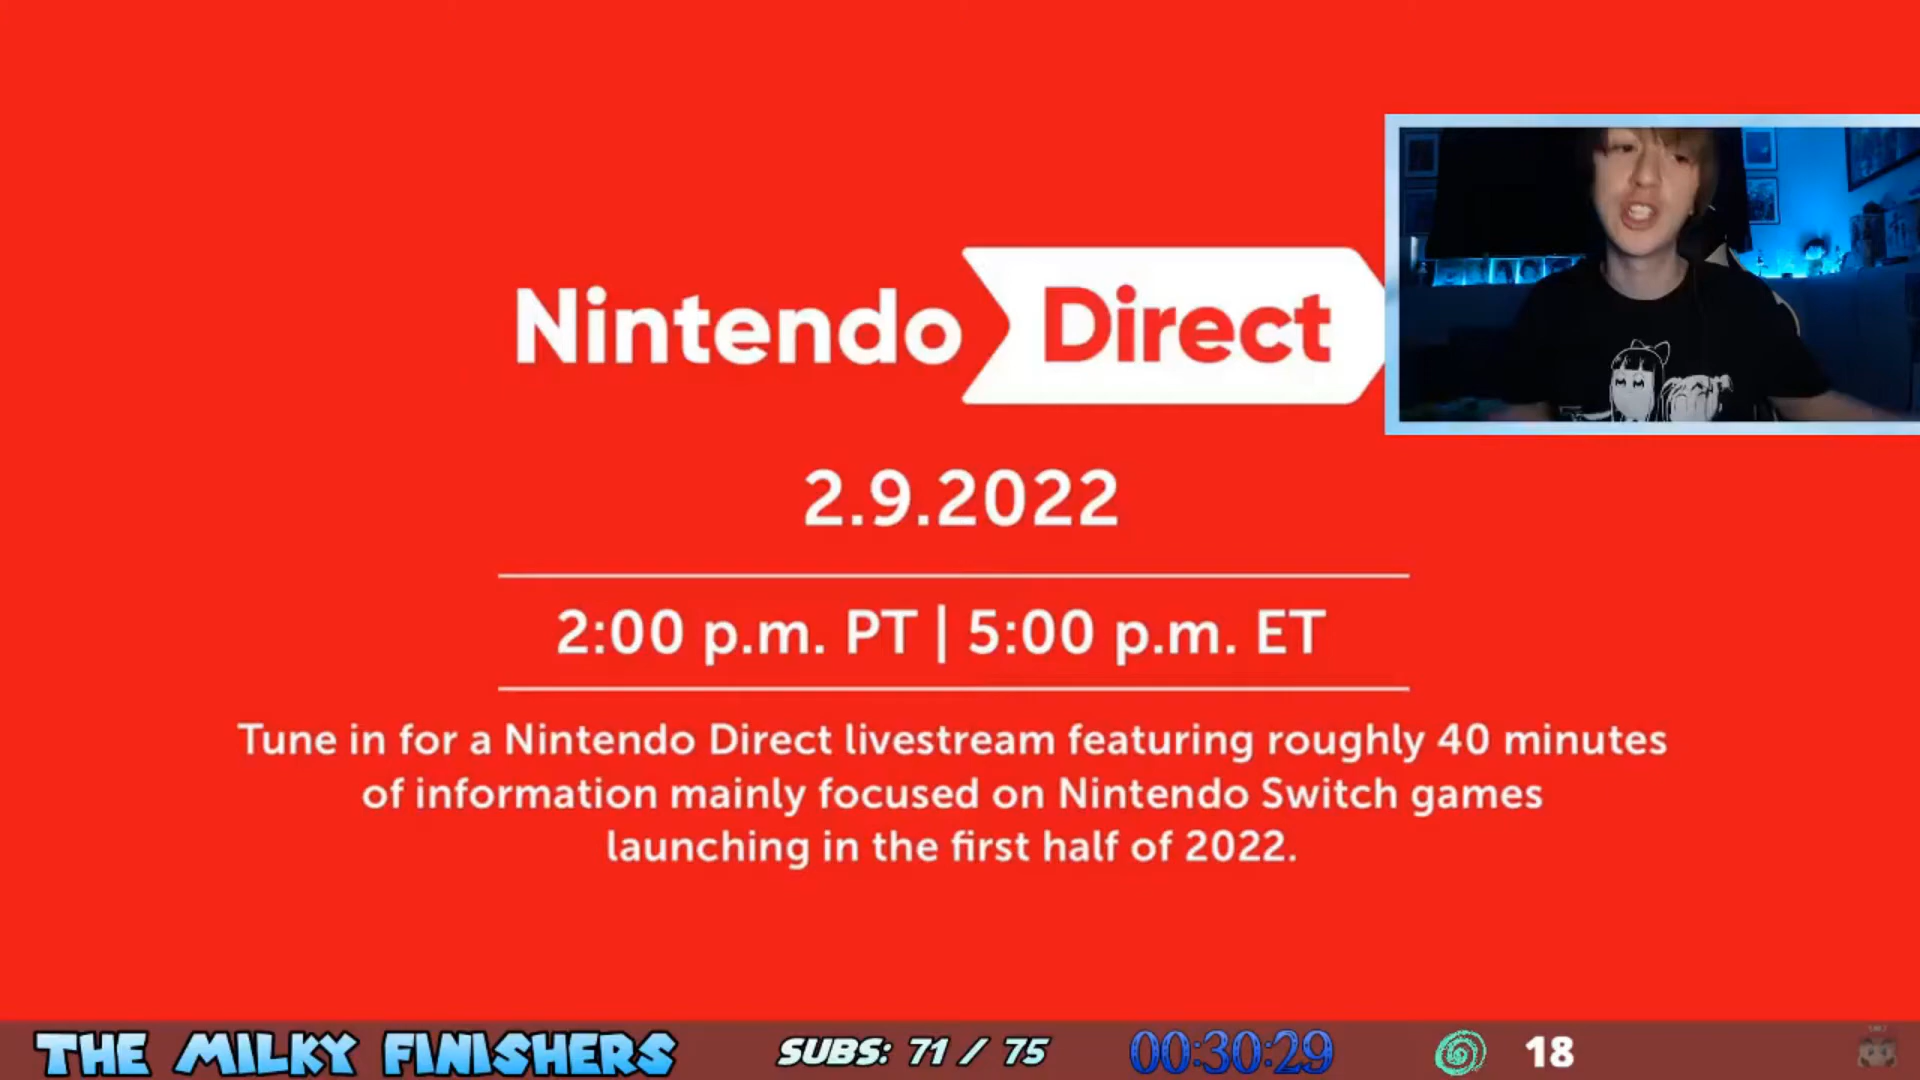 Nintendo Direct
2.9.2022
2:00 p.m. PT | 5:00 p.m. ET
Tune in for a Nintendo Direct livestream featuring roughly 40 minutes
of information mainly focused on Nintendo Switch games
launching in the first half of 2022.
THE MILKY FINISHERS SUBS: 71 / 75 00:30:29 18